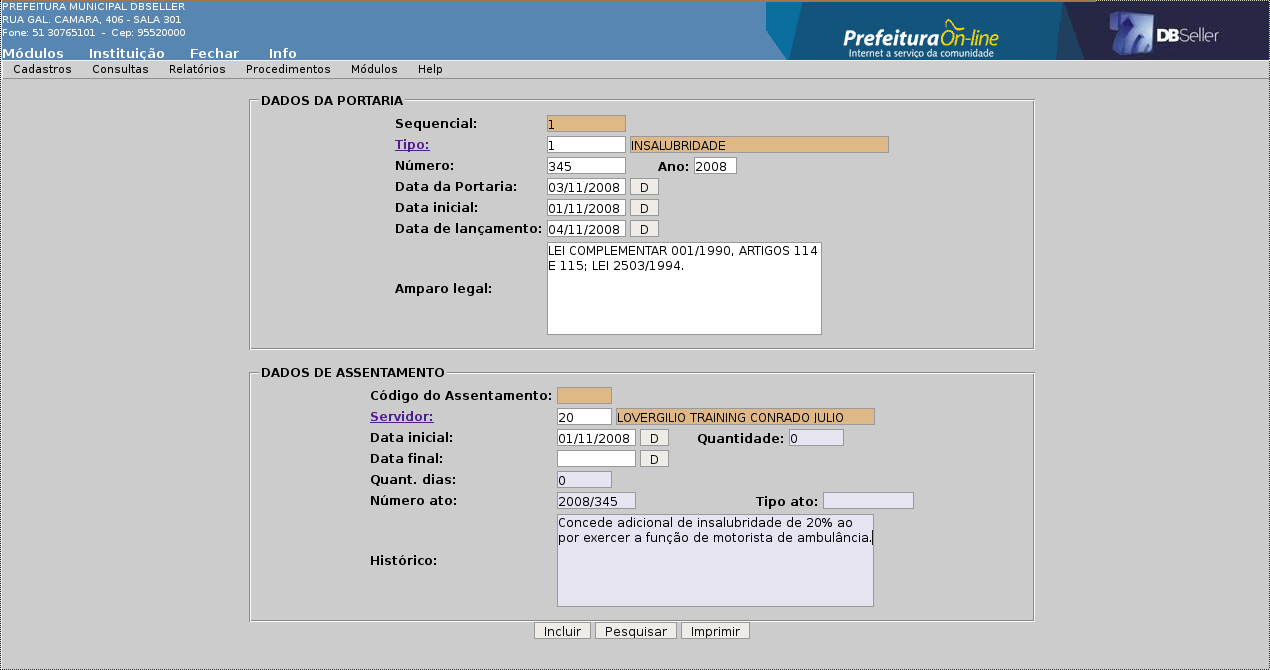 PREFEITURA MUNICIPAL DBSELLER
RUA GAL. CAMARA, 406 - SALA 301
Fone: 51 30765101 - Cep: 95520000
Módulos Instituição Fechar Info
Prefeitura On-line
Internet a serviço da comunidade
DBSeller
Cadastros Consultas Relatórios Procedimentos Módulos Help
DADOS DA PORTARIA
Sequencial: 1
Tipo: 1 INSALUBRIDADE
Número: 345 Ano: 2008
Data da Portaria: 03/11/2008 D
Data inicial: 01/11/2008 D
Data de lançamento: 04/11/2008 D
Amparo legal:
LEI COMPLEMENTAR 001/1990, ARTIGOS 114
E 115; LEI 2503/1994.
DADOS DE ASSENTAMENTO
Código do Assentamento:
Servidor: 20 LOVERGILIO TRAINING CONRADO JULIO
Data inicial: 01/11/2008 D Quantidade: 0
Data final: D
Quant. dias: 0
Número ato: 2008/345 Tipo ato:
Histórico:
Concede adicional de insalubridade de 20% ao
por exercer a função de motorista de ambulância.
Incluir Pesquisar Imprimir